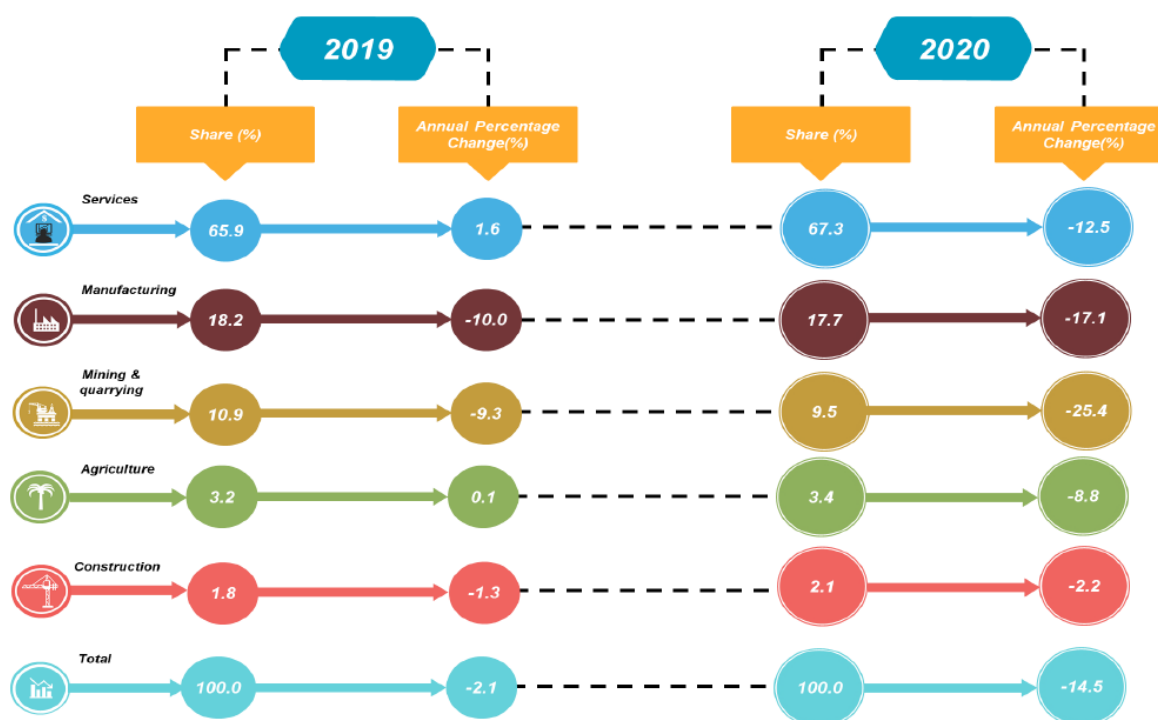 2019
2020
Share (%)
Annual Percentage
Change(%)
Share (%)
Annual Percentage
Change(%)
Services
65.9
1.6
67.3
-12.5
Manufacturing
18.2
-10.0
17.7
-17.1
Mining &
quarrying
10.9
-9.3
9.5
-25.4
Agriculture
3.2
0.1
3.4
-8.8
Construction
1.8
-1.3
2.1
-2.2
Total
100.0
-2.1
100.0
-14.5